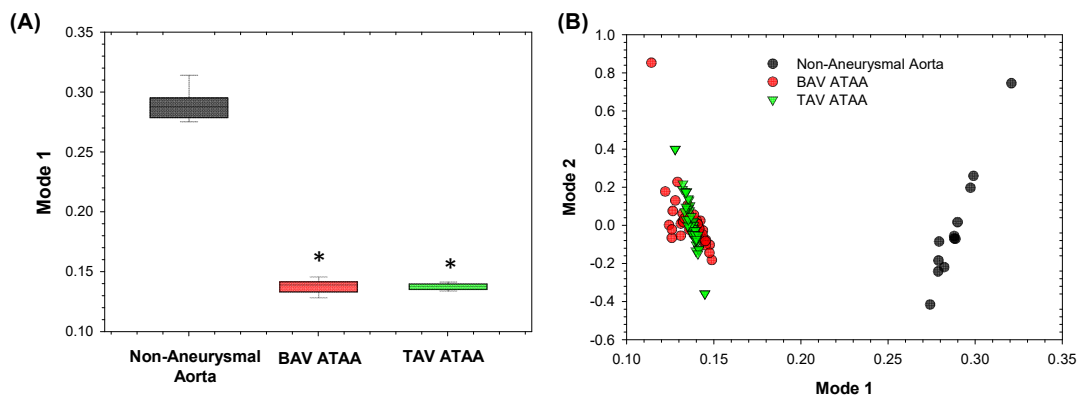 (A)
0.35
0.30
0.25
0.20
0.15
0.10
Mode 1
*
*
Non-Aneurysmal
Aorta
BAV ATAA
TAV ATAA
(B)
1.0
0.8
0.6
0.4
0.2
0.0
-0.2
-0.4
-0.6
Mode 2
Non-Aneurysmal Aorta
BAV ATAA
TAV ATAA
0.10
0.15
0.20
0.25
0.30
0.35
Mode 1